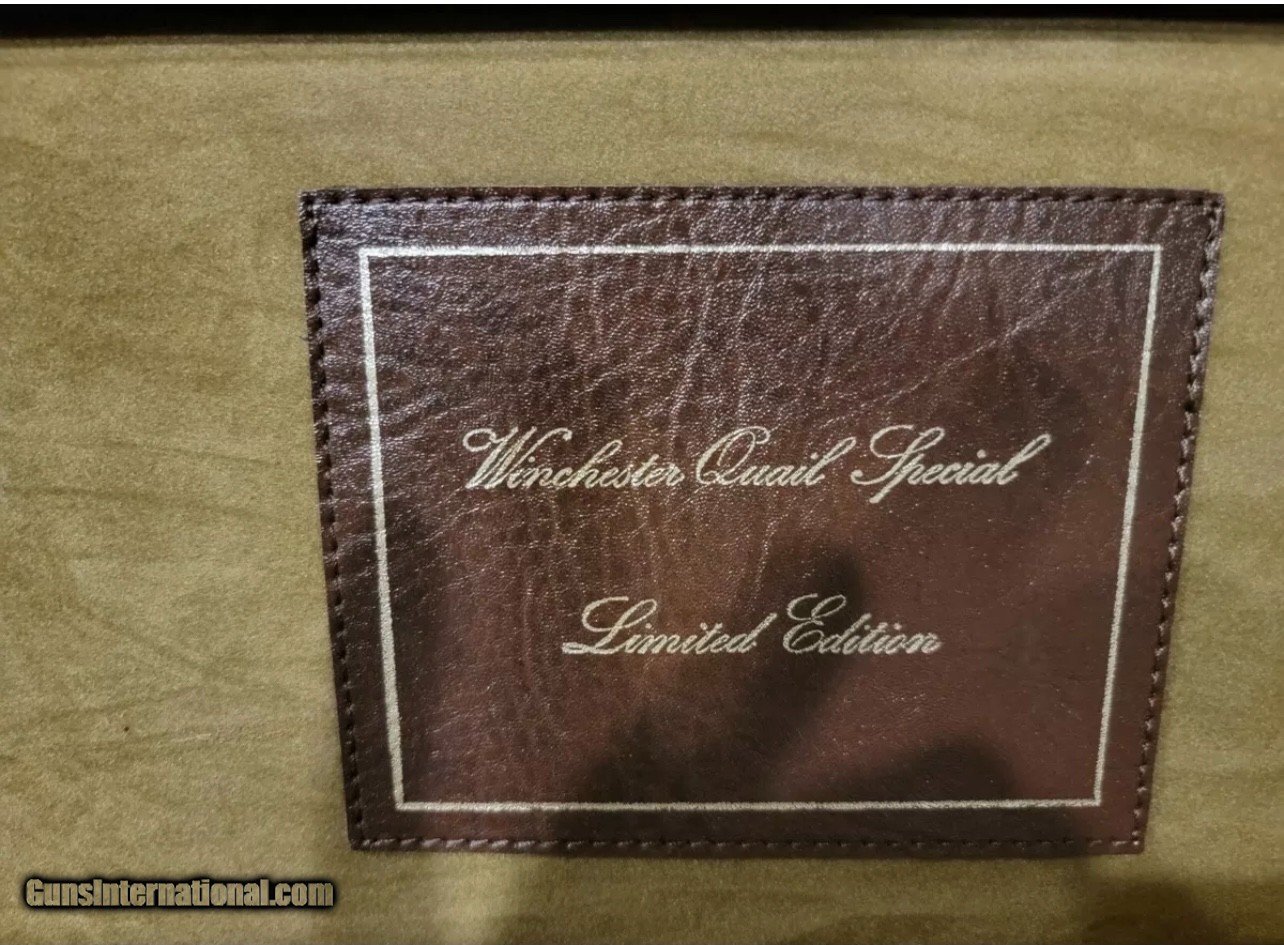 Winchester Quail Special
Limited Edition
GunsInternational.com